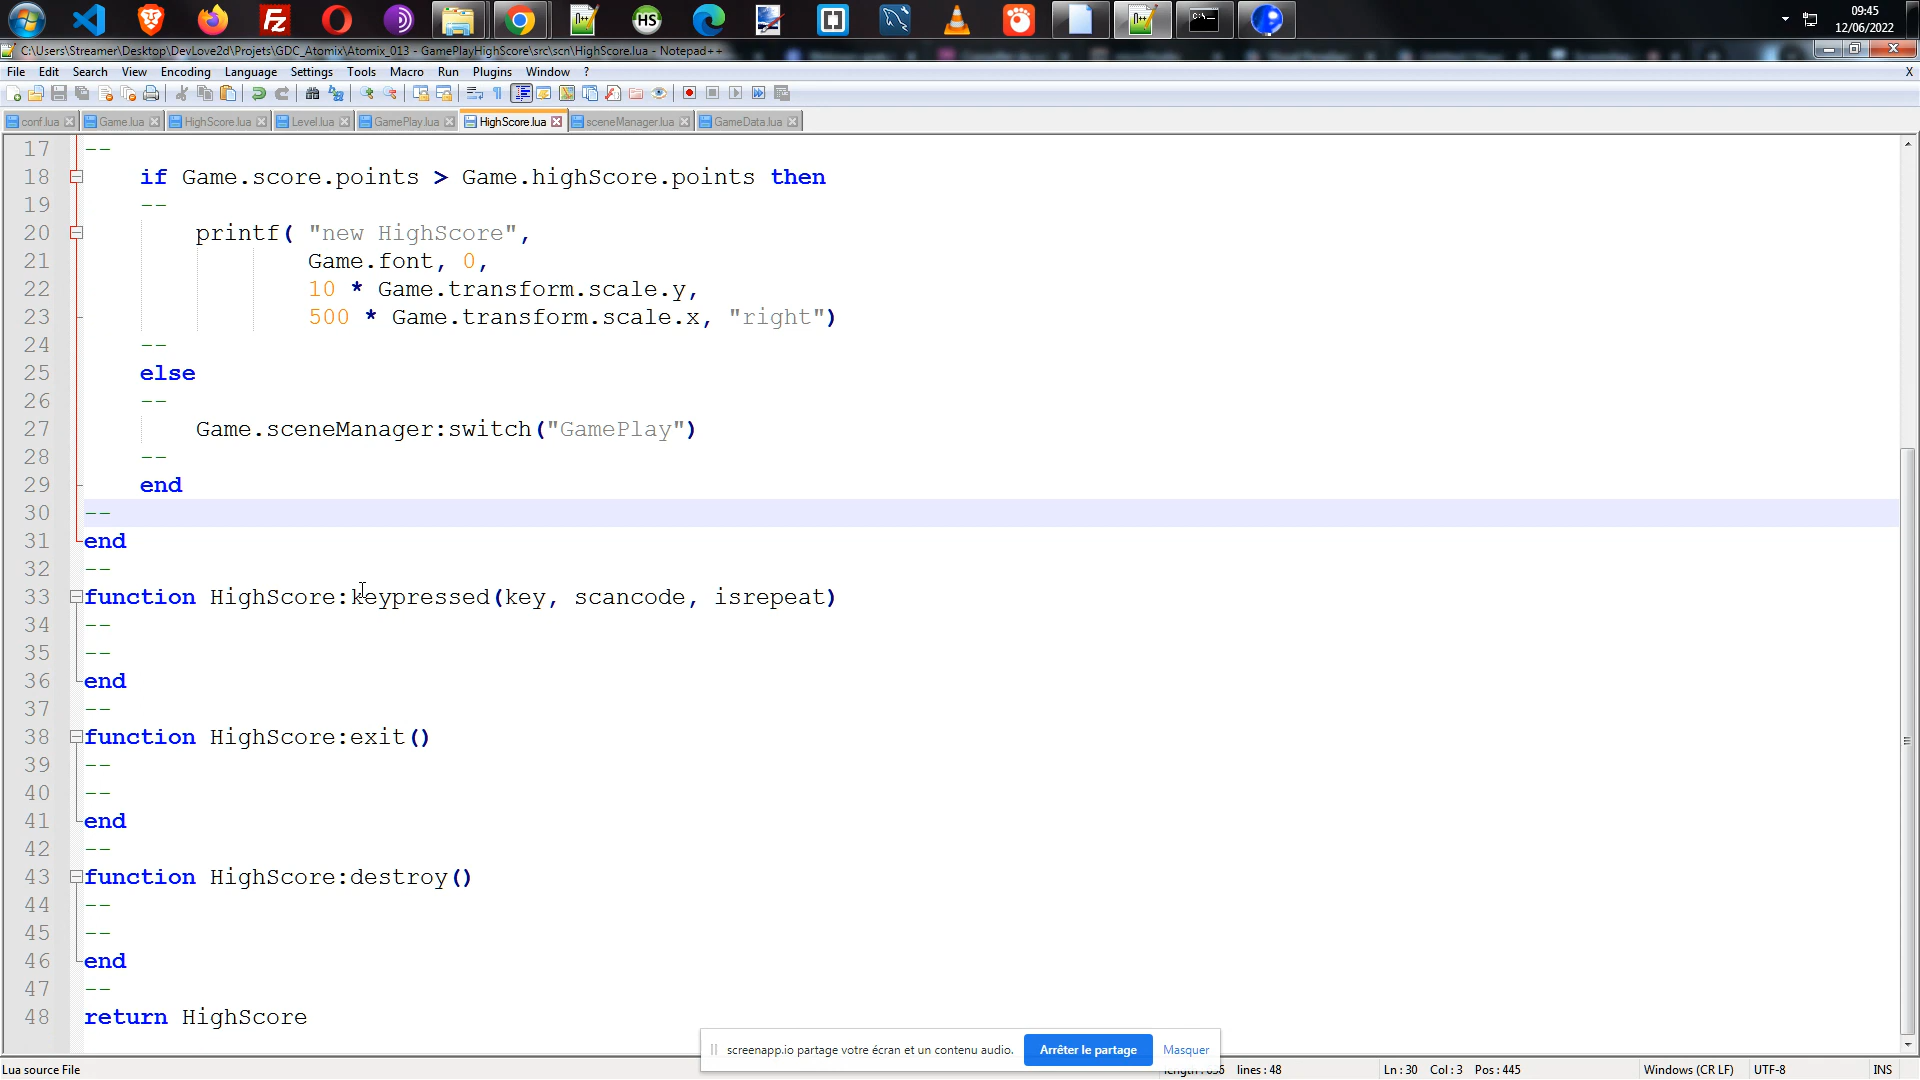 09:45
12/06/2022
C:\Users\Streamer\Desktop\DevLove2d\Projets\GDC_Atomix\Atomix_013 - GamePlayHighScore\src\scn\HighScore.lua - Notepad++
File Edit Search View Encoding Language Settings Tools Macro Run Plugins Window ? X
conf.lua Game.lua HighScore.lua Level.lua GamePlay.lua HighScore.lua sceneManager.lua GameData.lua
17 --
18 if Game.score.points > Game.highScore.points then
19 --
20 printf( "new HighScore",
21 Game.font, 0,
22 10 * Game.transform.scale.y,
23 500 * Game.transform.scale.x, "right")
24 --
25 else
26 --
27 Game.sceneManager:switch("GamePlay")
28 --
29 end
30 --
31 end
32 --
33 function HighScore:keypressed(key, scancode, isrepeat)
34 --
35 --
36 end
37 --
38 function HighScore:exit()
39 --
40 --
41 end
42 --
43 function HighScore:destroy()
44 --
45 --
46 end
47 --
48 return HighScore
screenapp.io partage votre écran et un contenu audio. Arrêter le partage Masquer
Lua source File lines : 48 Ln : 30 Col : 3 Pos : 445 Windows (CR LF) UTF-8 INS